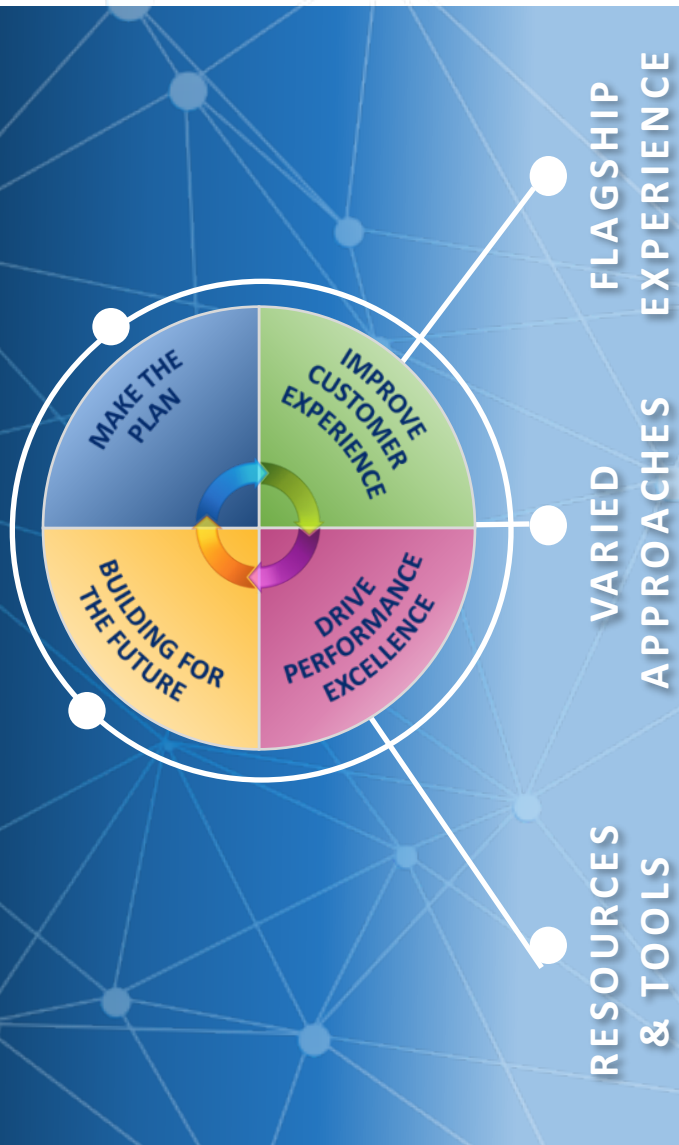 MAKE THE
PLAN
IMPROVE
CUSTOMER
EXPERIENCE
DRIVE
PERFORMANCE
EXCELLENCE
BUILDING FOR
THE FUTURE
RESOURCES
& TOOLS
VARIED
APPROACHES
FLAGSHIP
EXPERIENCE